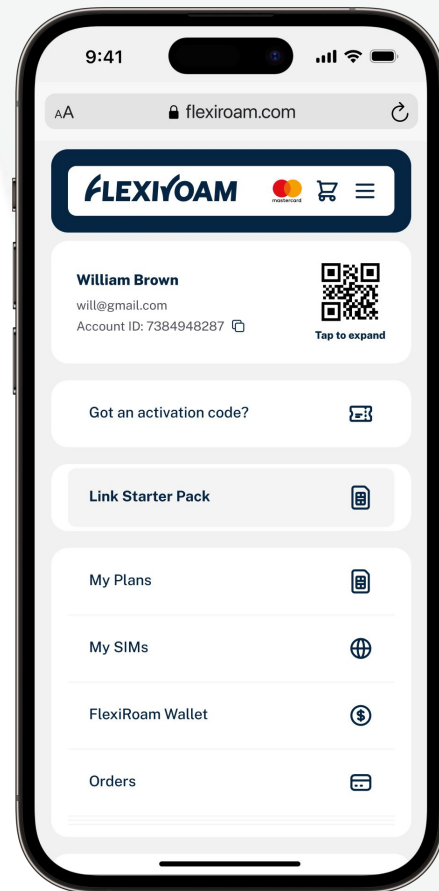 9:41
AA flexiroam.com
FLEXIROAM mastercard
William Brown
will@gmail.com
Account ID: 7384948287
Tap to expand
Got an activation code?
Link Starter Pack
My Plans
My SIMs
FlexiRoam Wallet
$
Orders